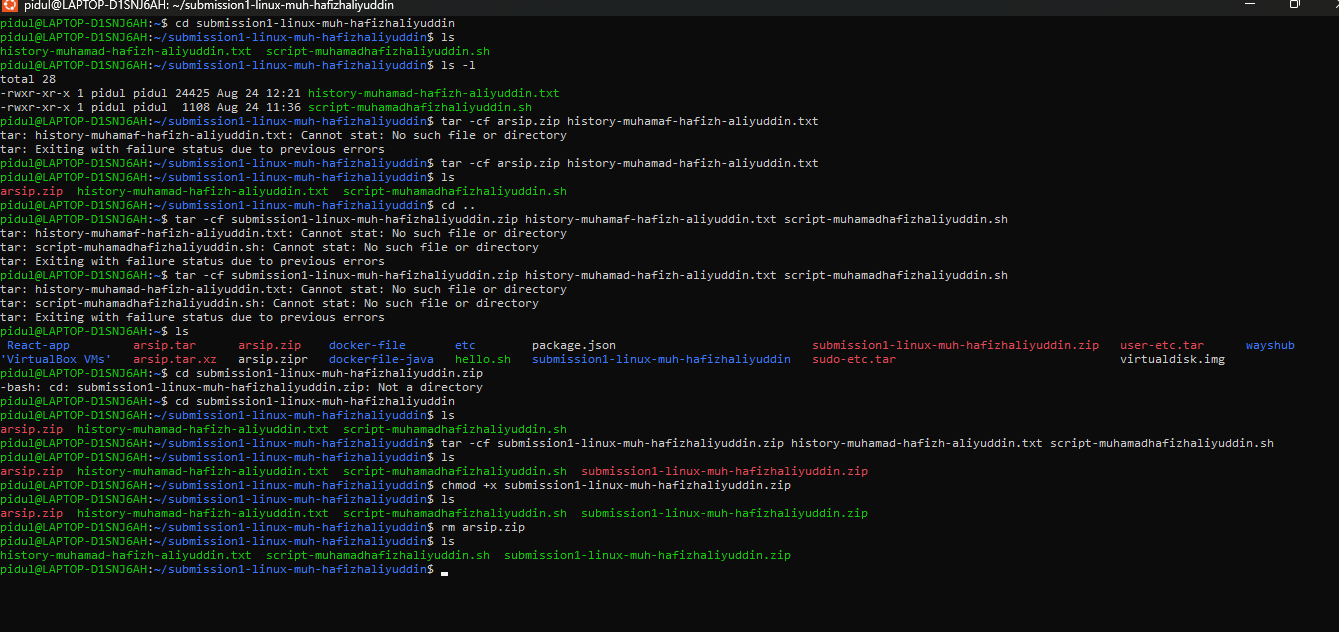 pidul@LAPTOP-D1SNJ6AH: ~/submission1-linux-muh-hafizhaliyuddin
pidul@LAPTOP-D1SNJ6AH:~$ cd submission1-linux-muh-hafizhaliyuddin
pidul@LAPTOP-D1SNJ6AH:~/submission1-linux-muh-hafizhaliyuddin$ ls
history-muhamad-hafizh-aliyuddin.txt  script-muhamadhafizhaliyuddin.sh
pidul@LAPTOP-D1SNJ6AH:~/submission1-linux-muh-hafizhaliyuddin$ ls -l
total 28
-rwxr-xr-x 1 pidul pidul 24425 Aug 24 12:21 history-muhamad-hafizh-aliyuddin.txt
-rwxr-xr-x 1 pidul pidul  1108 Aug 24 11:36 script-muhamadhafizhaliyuddin.sh
pidul@LAPTOP-D1SNJ6AH:~/submission1-linux-muh-hafizhaliyuddin$ tar -cf arsip.zip history-muhamaf-hafizh-aliyuddin.txt
tar: history-muhamaf-hafizh-aliyuddin.txt: Cannot stat: No such file or directory
tar: Exiting with failure status due to previous errors
pidul@LAPTOP-D1SNJ6AH:~/submission1-linux-muh-hafizhaliyuddin$ tar -cf arsip.zip history-muhamad-hafizh-aliyuddin.txt
pidul@LAPTOP-D1SNJ6AH:~/submission1-linux-muh-hafizhaliyuddin$ ls
arsip.zip  history-muhamad-hafizh-aliyuddin.txt  script-muhamadhafizhaliyuddin.sh
pidul@LAPTOP-D1SNJ6AH:~/submission1-linux-muh-hafizhaliyuddin$ cd ..
pidul@LAPTOP-D1SNJ6AH:~$ tar -cf submission1-linux-muh-hafizhaliyuddin.zip history-muhamaf-hafizh-aliyuddin.txt script-muhamadhafizhaliyuddin.sh
tar: history-muhamaf-hafizh-aliyuddin.txt: Cannot stat: No such file or directory
tar: script-muhamadhafizhaliyuddin.sh: Cannot stat: No such file or directory
tar: Exiting with failure status due to previous errors
pidul@LAPTOP-D1SNJ6AH:~$ tar -cf submission1-linux-muh-hafizhaliyuddin.zip history-muhamad-hafizh-aliyuddin.txt script-muhamadhafizhaliyuddin.sh
tar: history-muhamad-hafizh-aliyuddin.txt: Cannot stat: No such file or directory
tar: script-muhamadhafizhaliyuddin.sh: Cannot stat: No such file or directory
tar: Exiting with failure status due to previous errors
pidul@LAPTOP-D1SNJ6AH:~$ ls
 React-app         arsip.tar      arsip.zip    docker-file       etc        package.json                            submission1-linux-muh-hafizhaliyuddin.zip   user-etc.tar      wayshub
'VirtualBox VMs'   arsip.tar.xz   arsip.zipr   dockerfile-java   hello.sh   submission1-linux-muh-hafizhaliyuddin   sudo-etc.tar                                virtualdisk.img
pidul@LAPTOP-D1SNJ6AH:~$ cd submission1-linux-muh-hafizhaliyuddin.zip
-bash: cd: submission1-linux-muh-hafizhaliyuddin.zip: Not a directory
pidul@LAPTOP-D1SNJ6AH:~$ cd submission1-linux-muh-hafizhaliyuddin
pidul@LAPTOP-D1SNJ6AH:~/submission1-linux-muh-hafizhaliyuddin$ ls
arsip.zip  history-muhamad-hafizh-aliyuddin.txt  script-muhamadhafizhaliyuddin.sh
pidul@LAPTOP-D1SNJ6AH:~/submission1-linux-muh-hafizhaliyuddin$ tar -cf submission1-linux-muh-hafizhaliyuddin.zip history-muhamad-hafizh-aliyuddin.txt script-muhamadhafizhaliyuddin.sh
pidul@LAPTOP-D1SNJ6AH:~/submission1-linux-muh-hafizhaliyuddin$ ls
arsip.zip  history-muhamad-hafizh-aliyuddin.txt  script-muhamadhafizhaliyuddin.sh  submission1-linux-muh-hafizhaliyuddin.zip
pidul@LAPTOP-D1SNJ6AH:~/submission1-linux-muh-hafizhaliyuddin$ chmod +x submission1-linux-muh-hafizhaliyuddin.zip
pidul@LAPTOP-D1SNJ6AH:~/submission1-linux-muh-hafizhaliyuddin$ ls
arsip.zip  history-muhamad-hafizh-aliyuddin.txt  script-muhamadhafizhaliyuddin.sh  submission1-linux-muh-hafizhaliyuddin.zip
pidul@LAPTOP-D1SNJ6AH:~/submission1-linux-muh-hafizhaliyuddin$ rm arsip.zip
pidul@LAPTOP-D1SNJ6AH:~/submission1-linux-muh-hafizhaliyuddin$ ls
history-muhamad-hafizh-aliyuddin.txt  script-muhamadhafizhaliyuddin.sh  submission1-linux-muh-hafizhaliyuddin.zip
pidul@LAPTOP-D1SNJ6AH:~/submission1-linux-muh-hafizhaliyuddin$